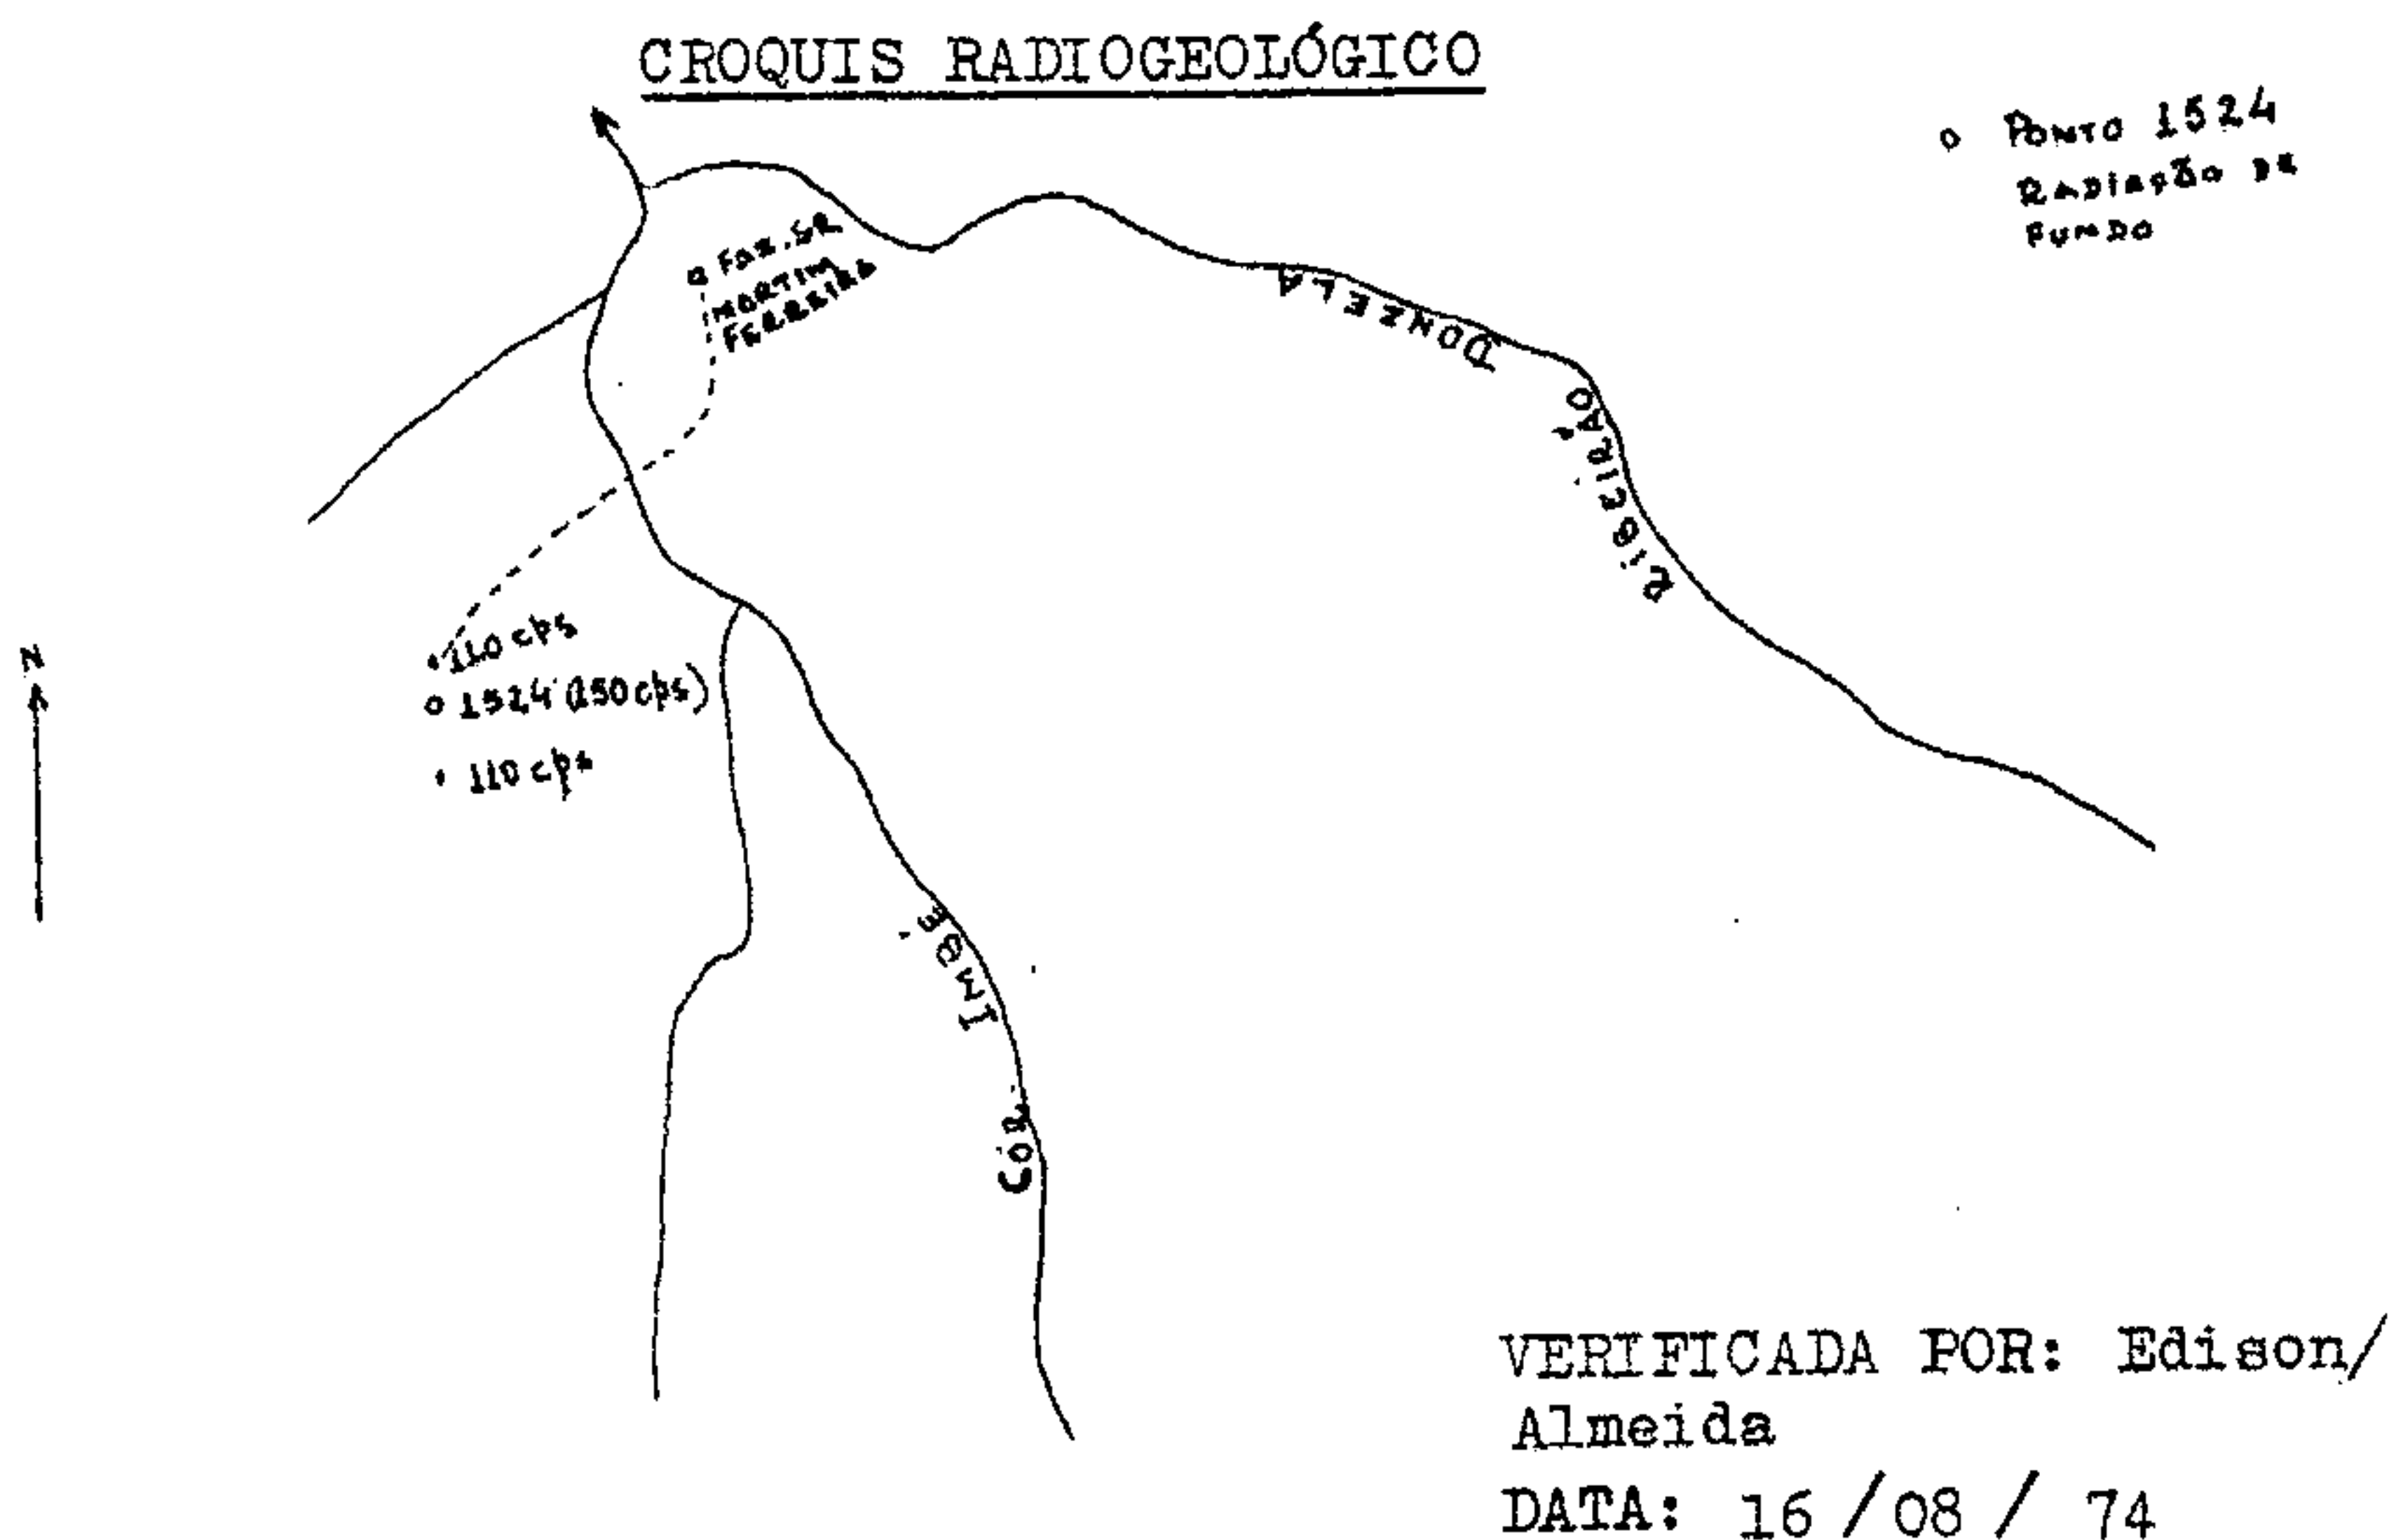 CROQUIS RADIOGEOLÓGICO
PONTO 1524
RADIAÇÃO DE
FUNDO
FAZ. SR
MARTIM
FERREIRA
RIBEIRÃO DONZELA
110 cps
1524 (150 cps)
110 cps
N
CÓR. IMBÉ
VERIFICADA POR: Edison/
Almeida
DATA: 16 /08 / 74